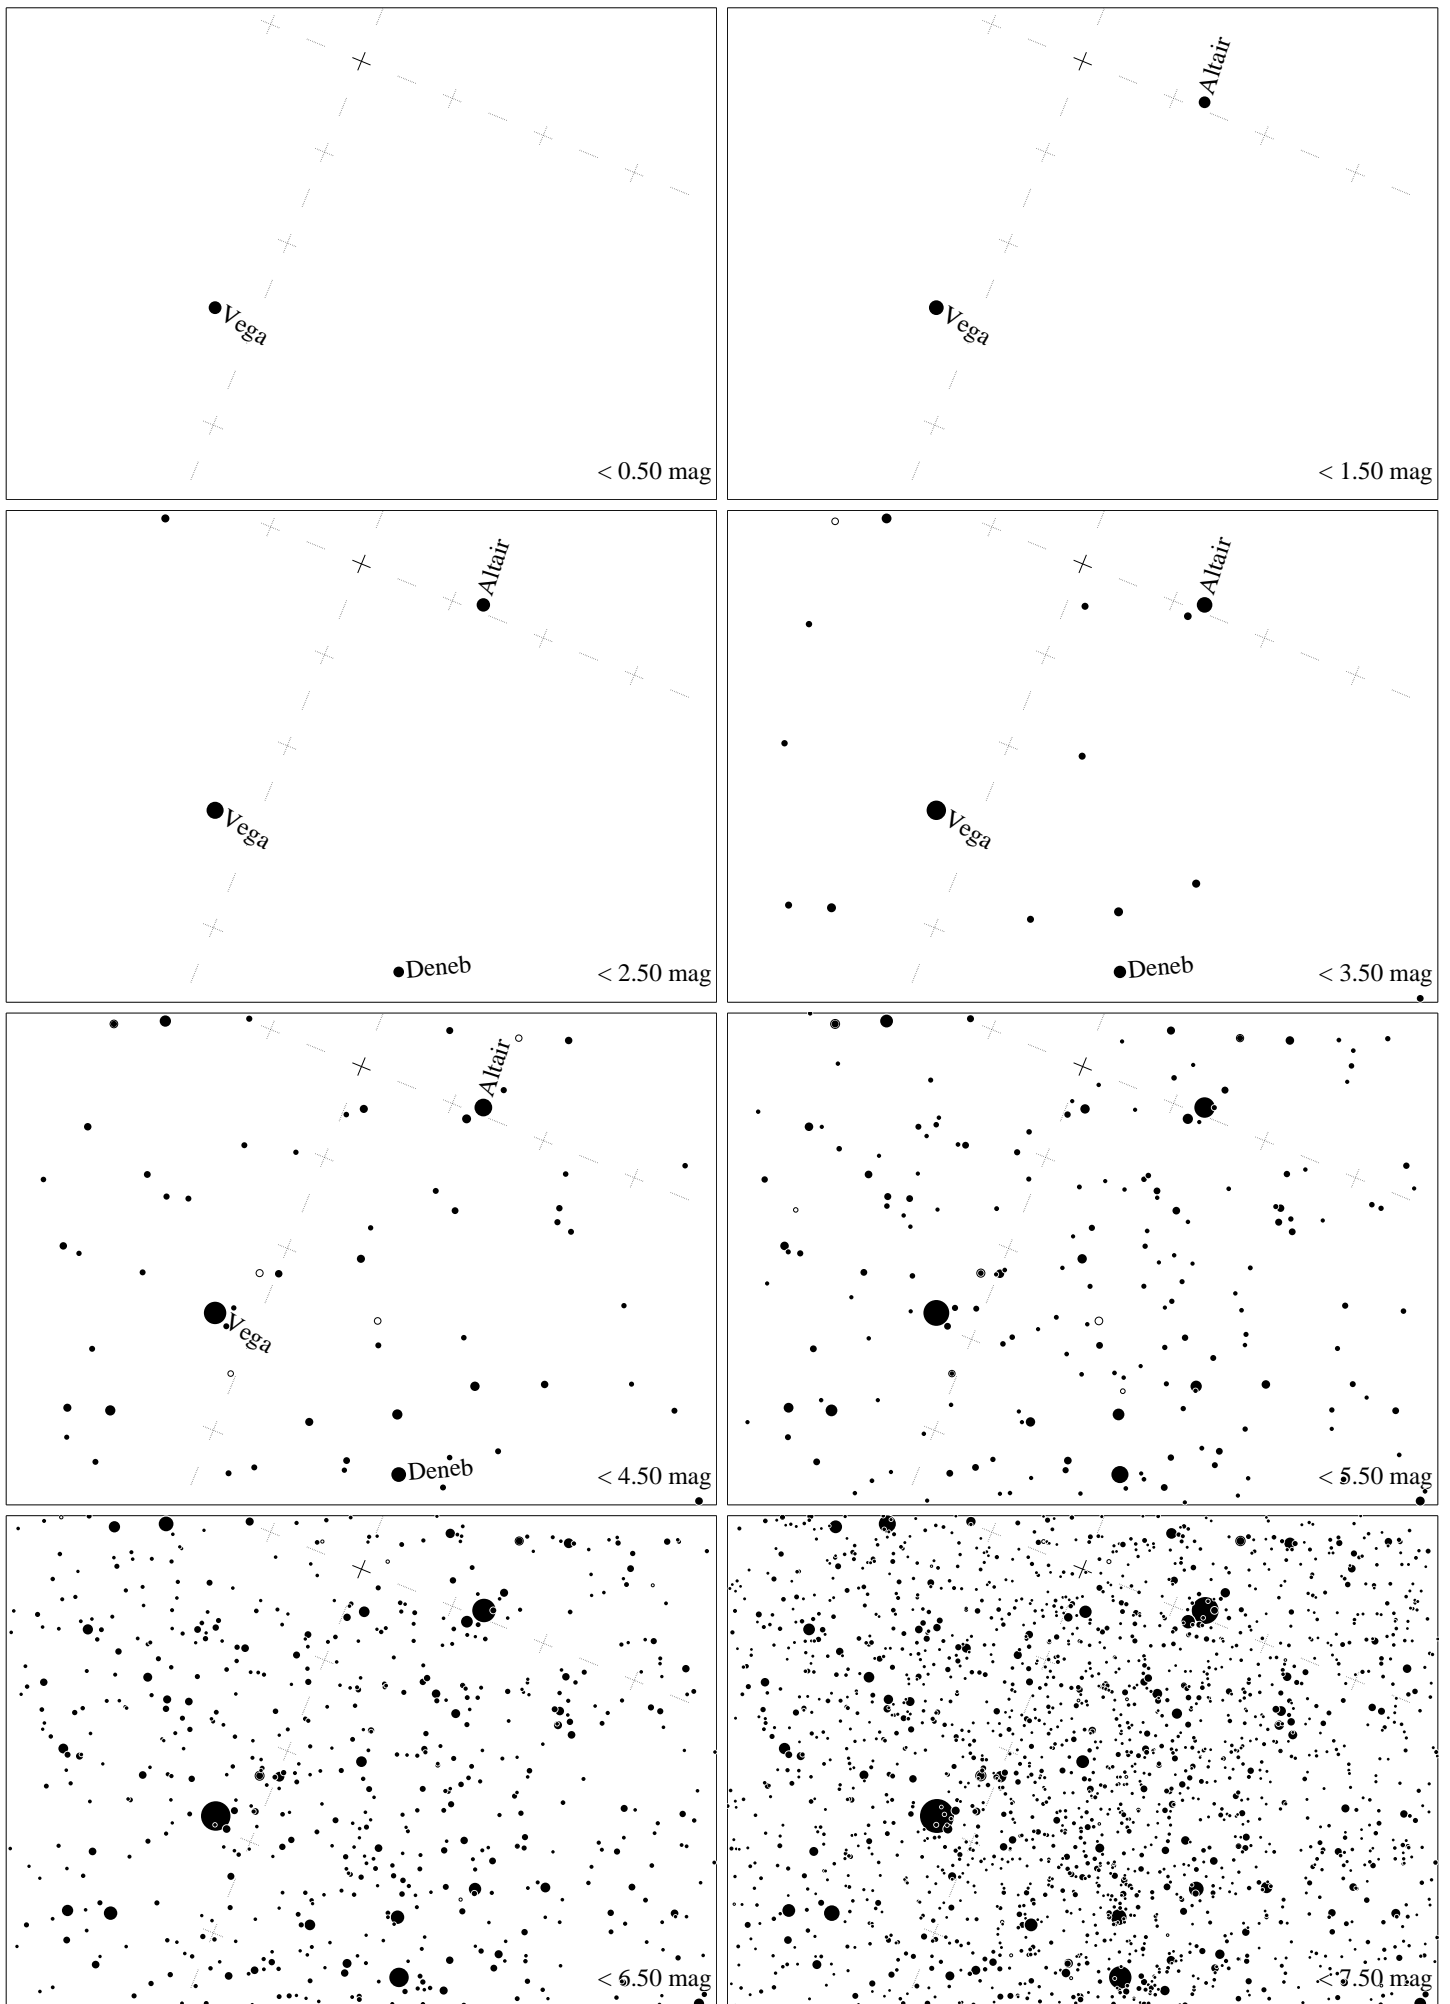 Vega
< 0.50 mag
Altair
Vega
< 1.50 mag
Altair
Vega
Deneb
< 2.50 mag
Altair
Vega
Deneb
< 3.50 mag
Altair
Vega
Deneb
< 4.50 mag
< 5.50 mag
< 6.50 mag
< 7.50 mag